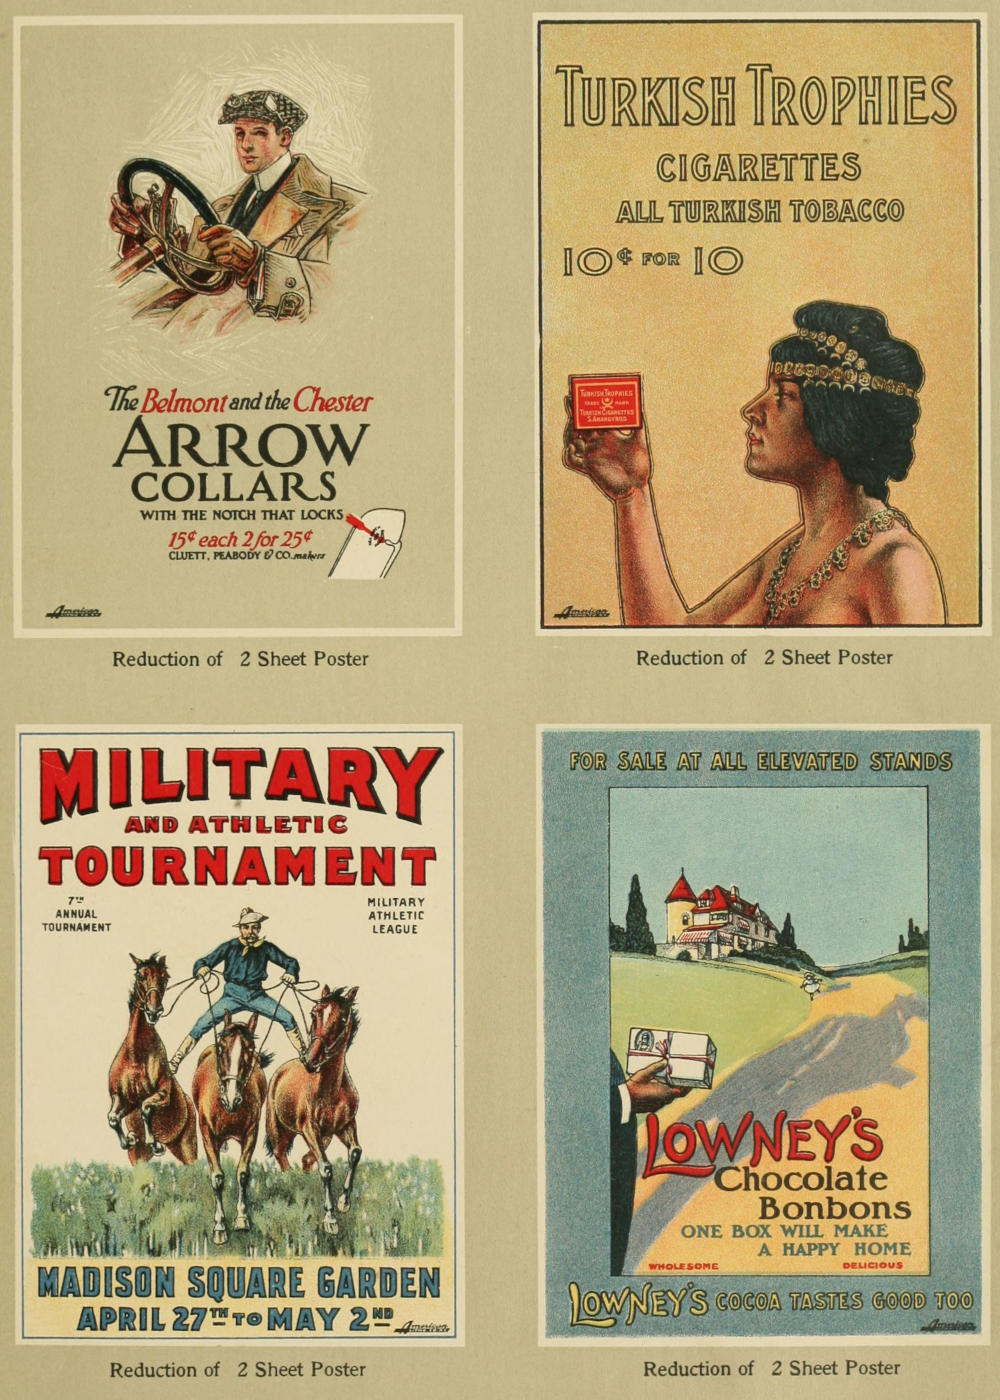 The Belmont and the Chester
ARROW
COLLARS
WITH THE NOTCH THAT LOCKS
15¢ each 2 for 25¢
CLUETT, PEABODY & CO. makers
American
Reduction of 2 Sheet Poster
TURKISH TROPHIES
CIGARETTES
ALL TURKISH TOBACCO
10¢ FOR 10
TURKISH TROPHIES
TRADE MARK
TURKISH CIGARETTES
S. ANARGYROS
American
Reduction of 2 Sheet Poster
MILITARY
AND ATHLETIC
TOURNAMENT
7TH
ANNUAL
TOURNAMENT
MILITARY
ATHLETIC
LEAGUE
MADISON SQUARE GARDEN
APRIL 27TH TO MAY 2ND
American
Reduction of 2 Sheet Poster
FOR SALE AT ALL ELEVATED STANDS
LOWNEY'S
Chocolate
Bonbons
ONE BOX WILL MAKE
A HAPPY HOME
WHOLESOME DELICIOUS
LOWNEY'S COCOA TASTES GOOD TOO
American
Reduction of 2 Sheet Poster